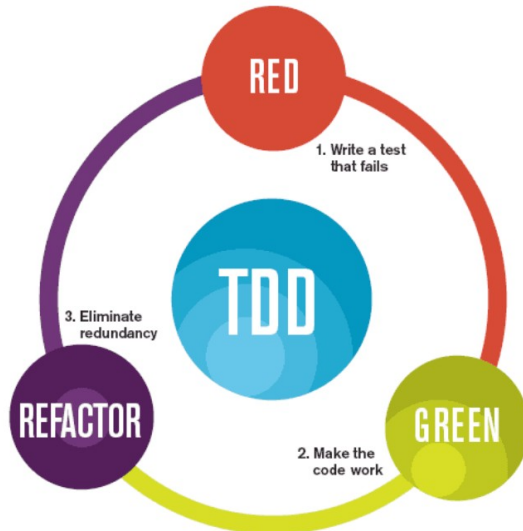 RED
1. Write a test
that fails
TDD
3. Eliminate
redundancy
REFACTOR
GREEN
2. Make the
code work